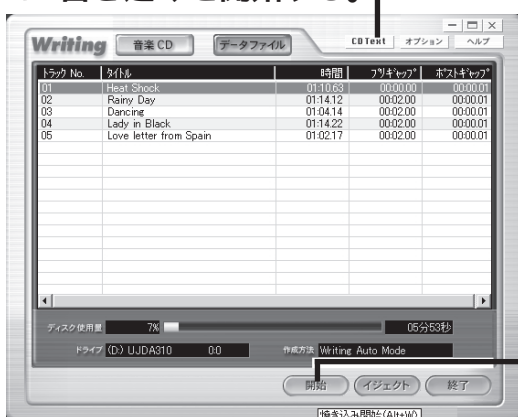 書き込みを開始する。
Writing 音楽 CD データファイル CD Text オプション ヘルプ
トラック No. タイトル 時間 プリギャップ ポストギャップ
01 Heat Shock 01:10.63 00:00.00 00:00.01
02 Rainy Day 01:14.12 00:02.00 00:00.01
03 Dancing 01:04.14 00:02.00 00:00.01
04 Lady in Black 01:14.22 00:02.00 00:00.01
05 Love letter from Spain 01:02.17 00:02.00 00:00.01
ディスク使用量 7% 05分53秒
ドライブ (D:) UJDA310 0:0 作成方法 Writing Auto Mode
開始 イジェクト 終了
焼き込み開始(Alt+W)